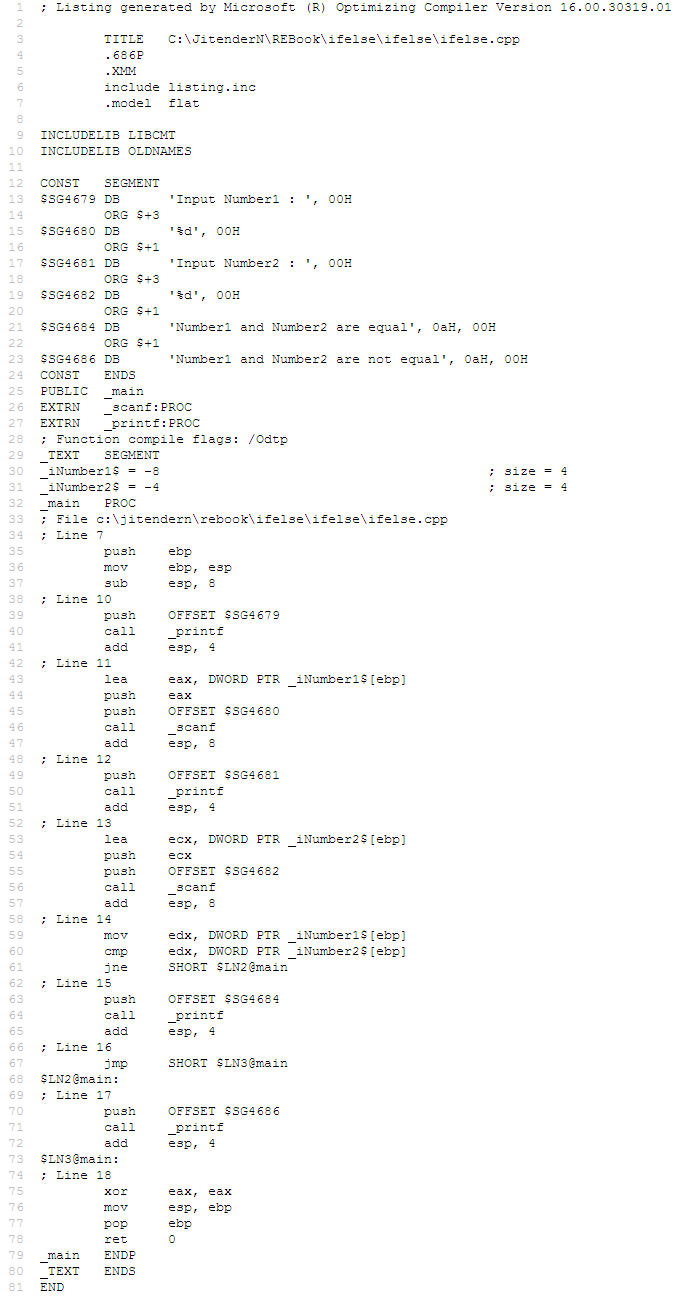 1 ; Listing generated by Microsoft (R) Optimizing Compiler Version 16.00.30319.01
2
3 TITLE C:\JitenderN\REBook\ifelse\ifelse\ifelse.cpp
4 .686P
5 .XMM
6 include listing.inc
7 .model flat
8
9 INCLUDELIB LIBCMT
10 INCLUDELIB OLDNAMES
11
12 CONST SEGMENT
13 $SG4679 DB 'Input Number1 : ', 00H
14 ORG $+3
15 $SG4680 DB '%d', 00H
16 ORG $+1
17 $SG4681 DB 'Input Number2 : ', 00H
18 ORG $+3
19 $SG4682 DB '%d', 00H
20 ORG $+1
21 $SG4684 DB 'Number1 and Number2 are equal', 0aH, 00H
22 ORG $+1
23 $SG4686 DB 'Number1 and Number2 are not equal', 0aH, 00H
24 CONST ENDS
25 PUBLIC _main
26 EXTRN _scanf:PROC
27 EXTRN _printf:PROC
28 ; Function compile flags: /Odtp
29 _TEXT SEGMENT
30 _iNumber1$ = -8 ; size = 4
31 _iNumber2$ = -4 ; size = 4
32 _main PROC
33 ; File c:\jitendern\rebook\ifelse\ifelse\ifelse.cpp
34 ; Line 7
35 push ebp
36 mov ebp, esp
37 sub esp, 8
38 ; Line 10
39 push OFFSET $SG4679
40 call _printf
41 add esp, 4
42 ; Line 11
43 lea eax, DWORD PTR _iNumber1$[ebp]
44 push eax
45 push OFFSET $SG4680
46 call _scanf
47 add esp, 8
48 ; Line 12
49 push OFFSET $SG4681
50 call _printf
51 add esp, 4
52 ; Line 13
53 lea ecx, DWORD PTR _iNumber2$[ebp]
54 push ecx
55 push OFFSET $SG4682
56 call _scanf
57 add esp, 8
58 ; Line 14
59 mov edx, DWORD PTR _iNumber1$[ebp]
60 cmp edx, DWORD PTR _iNumber2$[ebp]
61 jne SHORT $LN2@main
62 ; Line 15
63 push OFFSET $SG4684
64 call _printf
65 add esp, 4
66 ; Line 16
67 jmp SHORT $LN3@main
68 $LN2@main:
69 ; Line 17
70 push OFFSET $SG4686
71 call _printf
72 add esp, 4
73 $LN3@main:
74 ; Line 18
75 xor eax, eax
76 mov esp, ebp
77 pop ebp
78 ret 0
79 _main ENDP
80 _TEXT ENDS
81 END